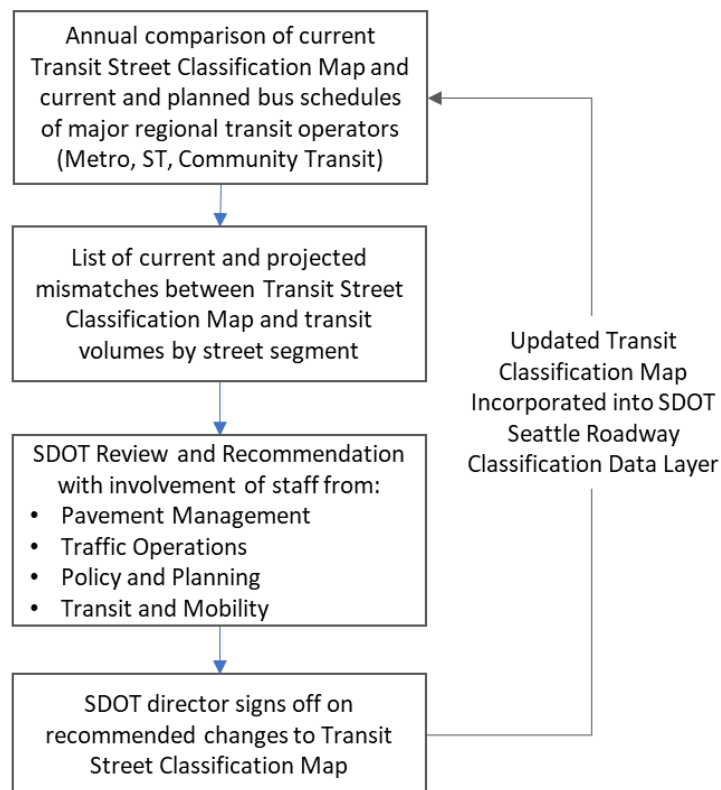 Annual comparison of current
Transit Street Classification Map and
current and planned bus schedules
of major regional transit operators
(Metro, ST, Community Transit)
List of current and projected
mismatches between Transit Street
Classification Map and transit
volumes by street segment
SDOT Review and Recommendation
with involvement of staff from:
• Pavement Management
• Traffic Operations
• Policy and Planning
• Transit and Mobility
SDOT director signs off on
recommended changes to Transit
Street Classification Map
Updated Transit
Classification Map
Incorporated into SDOT
Seattle Roadway
Classification Data Layer